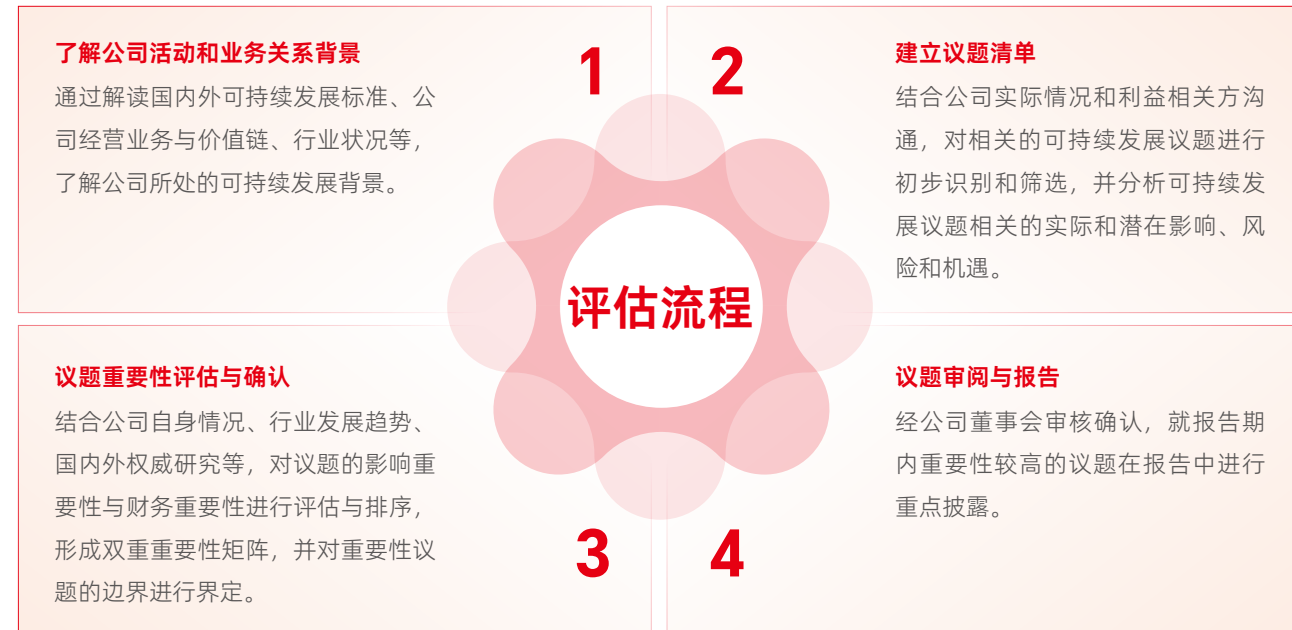 1
了解公司活动和业务关系背景
通过解读国内外可持续发展标准、公
司经营业务与价值链、行业状况等，
了解公司所处的可持续发展背景。
2
建立议题清单
结合公司实际情况和利益相关方沟
通，对相关的可持续发展议题进行
初步识别和筛选，并分析可持续发
展议题相关的实际和潜在影响、风
险和机遇。
评估流程
3
议题重要性评估与确认
结合公司自身情况、行业发展趋势、
国内外权威研究等，对议题的影响重
要性与财务重要性进行评估与排序，
形成双重重要性矩阵，并对重要性议
题的边界进行界定。
4
议题审阅与报告
经公司董事会审核确认，就报告期
内重要性较高的议题在报告中进行
重点披露。